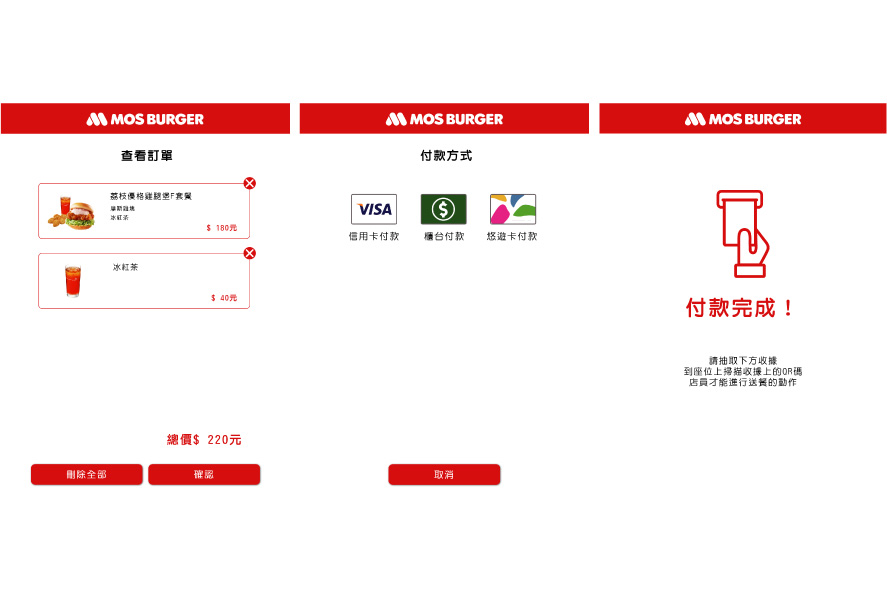 MOS BURGER
查看訂單
荔枝優格雞腿堡F套餐
摩斯雞塊
冰紅茶
$ 180元
冰紅茶
$ 40元
總價$ 220元
刪除全部
確認
MOS BURGER
付款方式
VISA
$
信用卡付款
櫃台付款
悠遊卡付款
取消
MOS BURGER
付款完成！
請抽取下方收據
到座位上掃描收據上的QR碼
店員才能進行送餐的動作